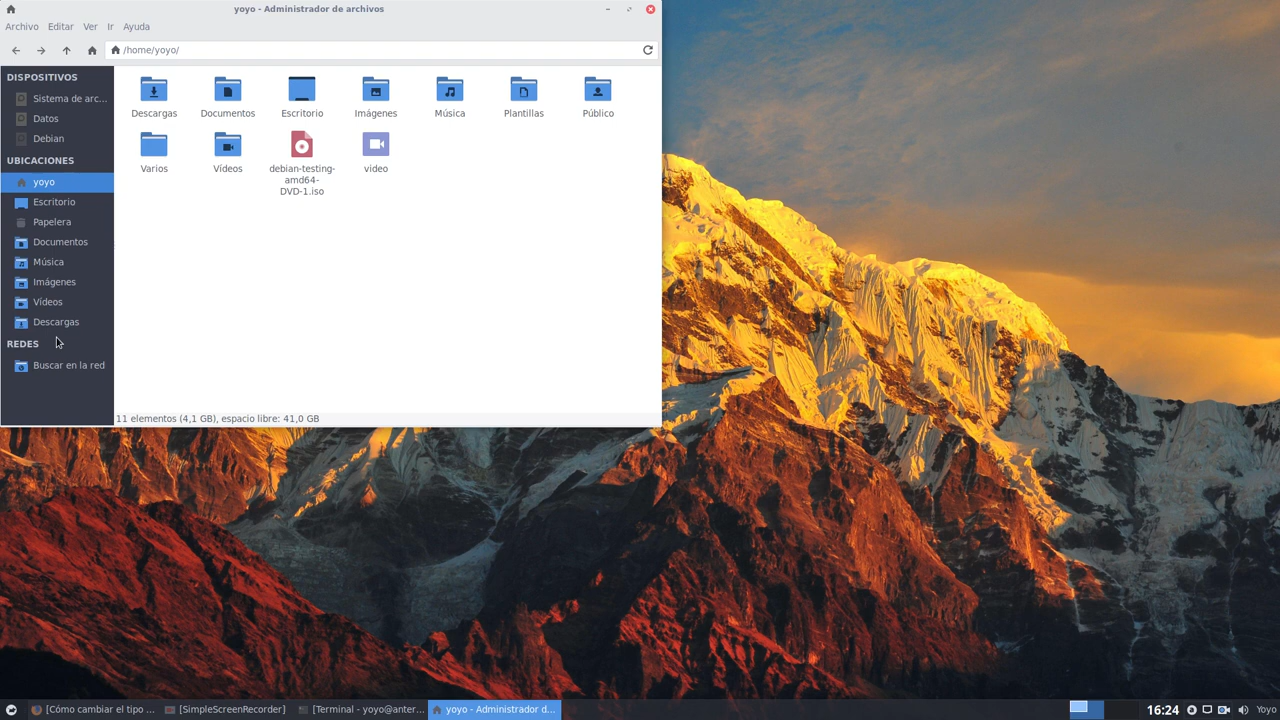 yoyo - Administrador de archivos
Archivo Editar Ver Ir Ayuda
/home/yoyo/
DISPOSITIVOS
Sistema de arc...
Datos
Debian
UBICACIONES
yoyo
Escritorio
Papelera
Documentos
Música
Imágenes
Vídeos
Descargas
REDES
Buscar en la red
Descargas Documentos Escritorio Imágenes Música Plantillas Público
Varios Vídeos debian-testing-amd64-DVD-1.iso video
11 elementos (4,1 GB), espacio libre: 41,0 GB
[Cómo cambiar el tipo ... [SimpleScreenRecorder] [Terminal - yoyo@anter... yoyo - Administrador d... 16:24 Yoyo